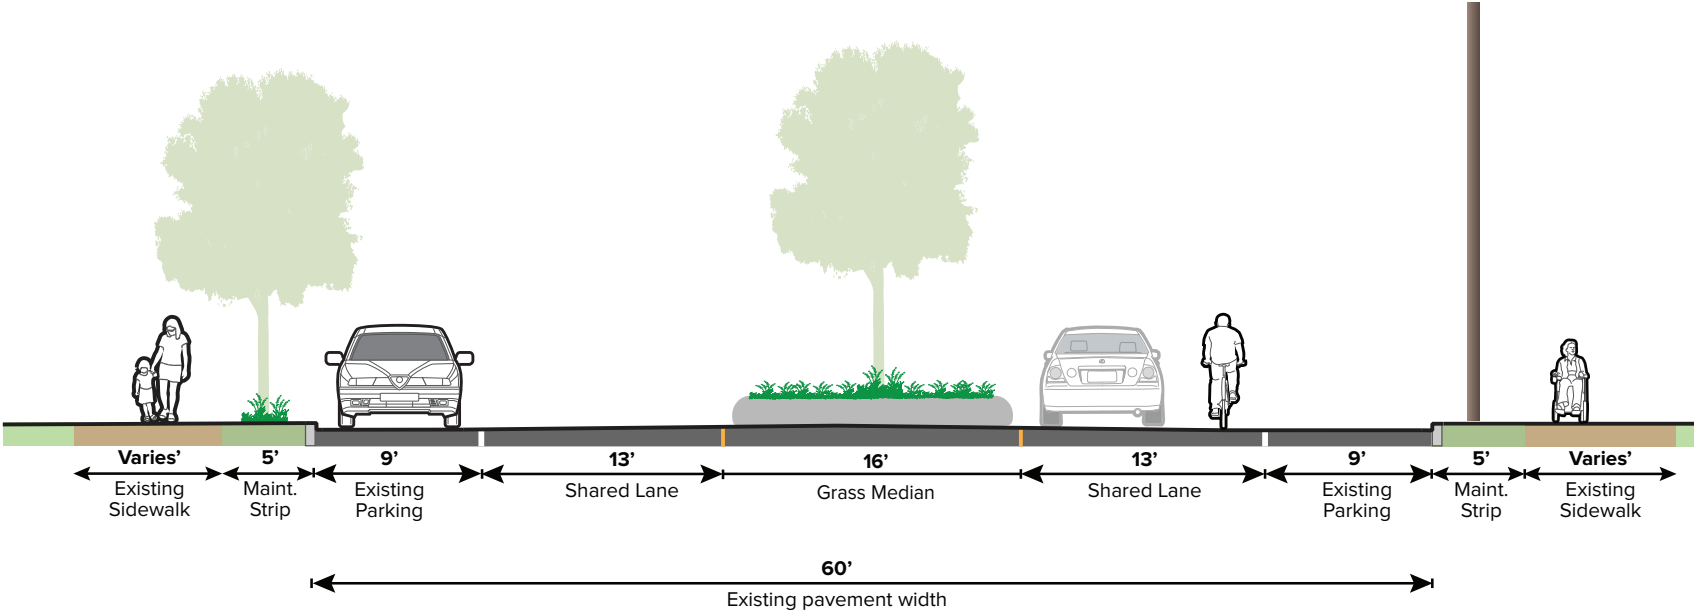 Varies’
Existing
Sidewalk
5’
Maint.
Strip
9’
Existing
Parking
13’
Shared Lane
16’
Grass Median
13’
Shared Lane
9’
Existing
Parking
5’
Maint.
Strip
Varies’
Existing
Sidewalk
60’
Existing pavement width